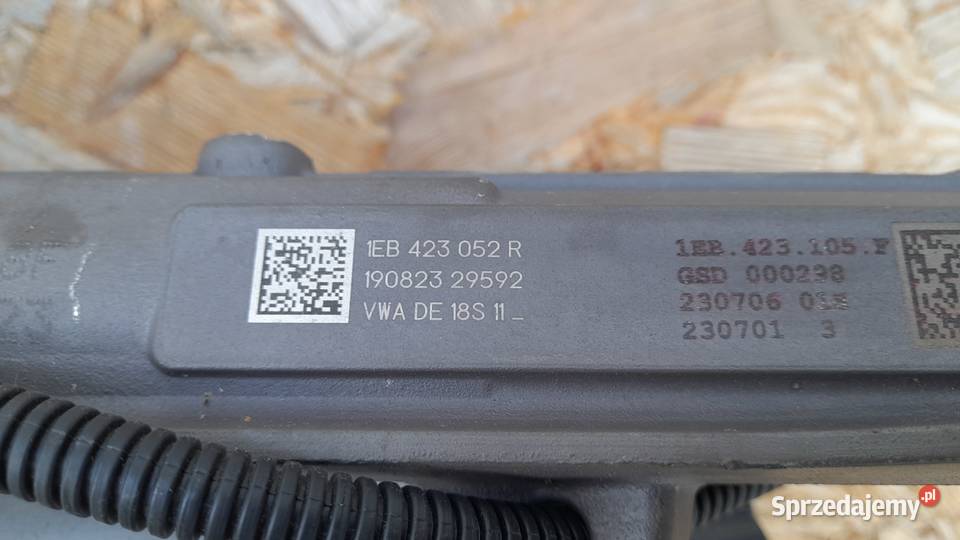 1EB 423 052 R
190823 29592
VWA DE 18S 11 _
1EB.423.105.F
GSD 000298
230706
230701 3
Sprzedajemy.pl